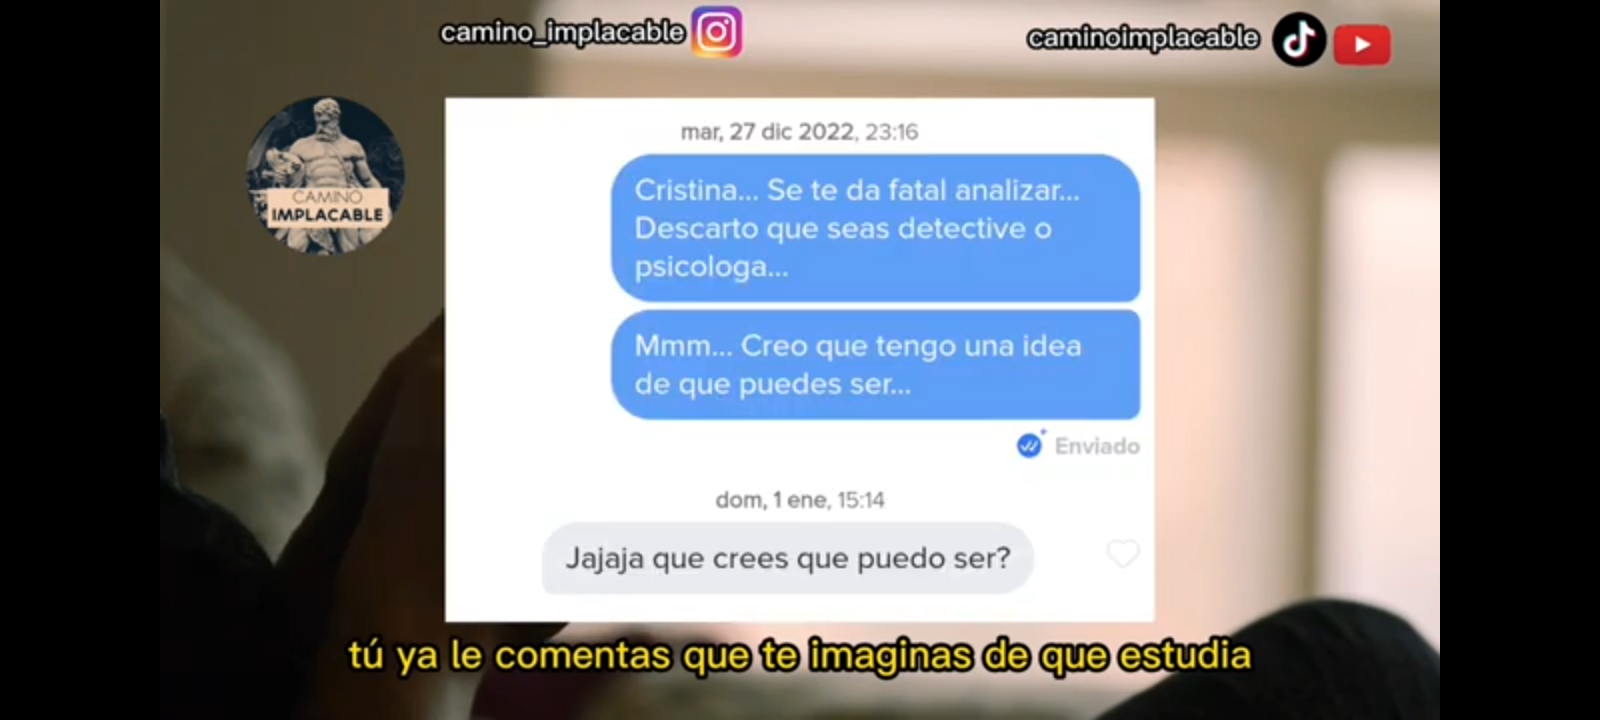 camino_implacable
caminoimplacable
CAMINO
IMPLACABLE
mar, 27 dic 2022, 23:16
Cristina... Se te da fatal analizar...
Descarto que seas detective o
psicologa...
Mmm... Creo que tengo una idea
de que puedes ser...
Enviado
dom, 1 ene, 15:14
Jajaja que crees que puedo ser?
tú ya le comentas que te imaginas de que estudia